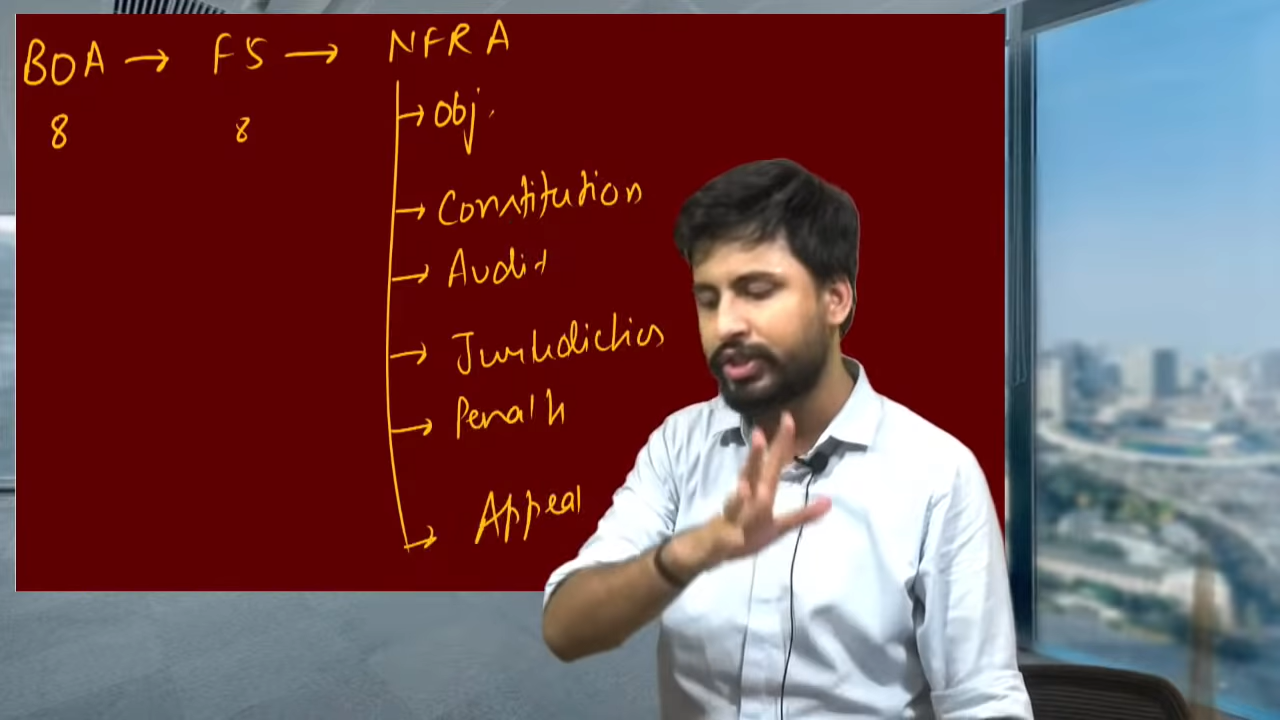 BOA → FS → NFRA
8 8
→ Obj.
→ Constitution
→ Audit
→ Jurisdiction
→ Penalty
→ Appeal